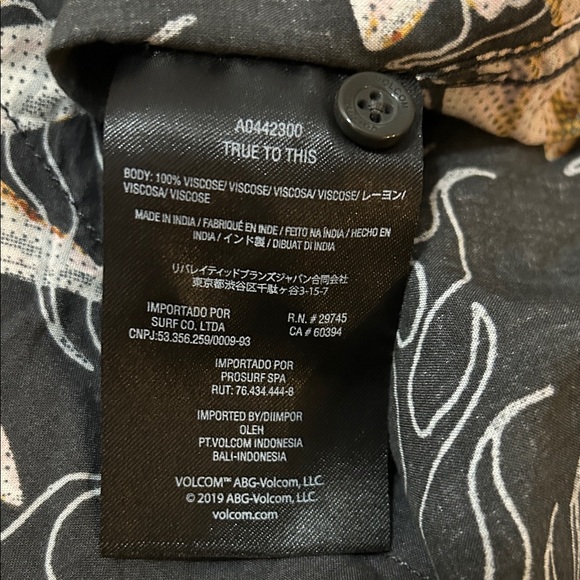 A0442300
TRUE TO THIS
BODY: 100% VISCOSE/ VISCOSE/ VISCOSA/ VISCOSE/ レーヨン/
VISCOSA/ VISCOSE
MADE IN INDIA / FABRIQUÉ EN INDE / FEITO NA ÍNDIA / HECHO EN
INDIA / インド製 / DIBUAT DI INDIA
リバレイティッドブランズジャパン合同会社
東京都渋谷区千駄ヶ谷3-15-7
IMPORTADO POR
SURF CO. LTDA
CNPJ:53.356.259/0009-93
R.N. # 29745
CA # 60394
IMPORTADO POR
PROSURF SPA
RUT: 76.434.444-8
IMPORTED BY/DIIMPOR
OLEH
PT.VOLCOM INDONESIA
BALI-INDONESIA
VOLCOM™ ABG-Volcom, LLC.
© 2019 ABG-Volcom, LLC.
volcom.com